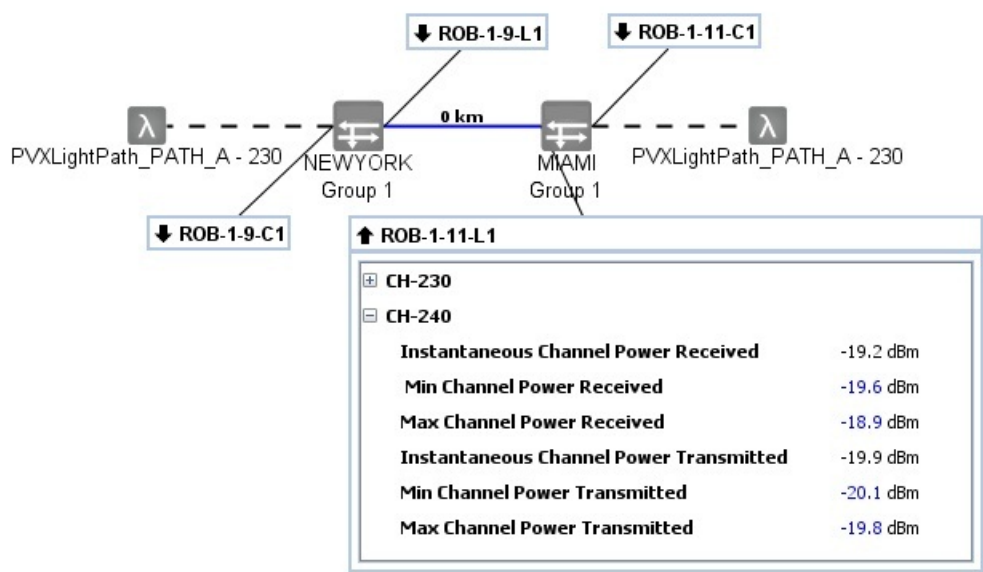 ROB-1-9-L1
ROB-1-11-C1
0 km
PVXLightPath_PATH_A - 230
NEWYORK
Group 1
MIAMI
Group 1
PVXLightPath_PATH_A - 230
ROB-1-9-C1
ROB-1-11-L1
CH-230
CH-240
Instantaneous Channel Power Received -19.2 dBm
Min Channel Power Received -19.6 dBm
Max Channel Power Received -18.9 dBm
Instantaneous Channel Power Transmitted -19.9 dBm
Min Channel Power Transmitted -20.1 dBm
Max Channel Power Transmitted -19.8 dBm